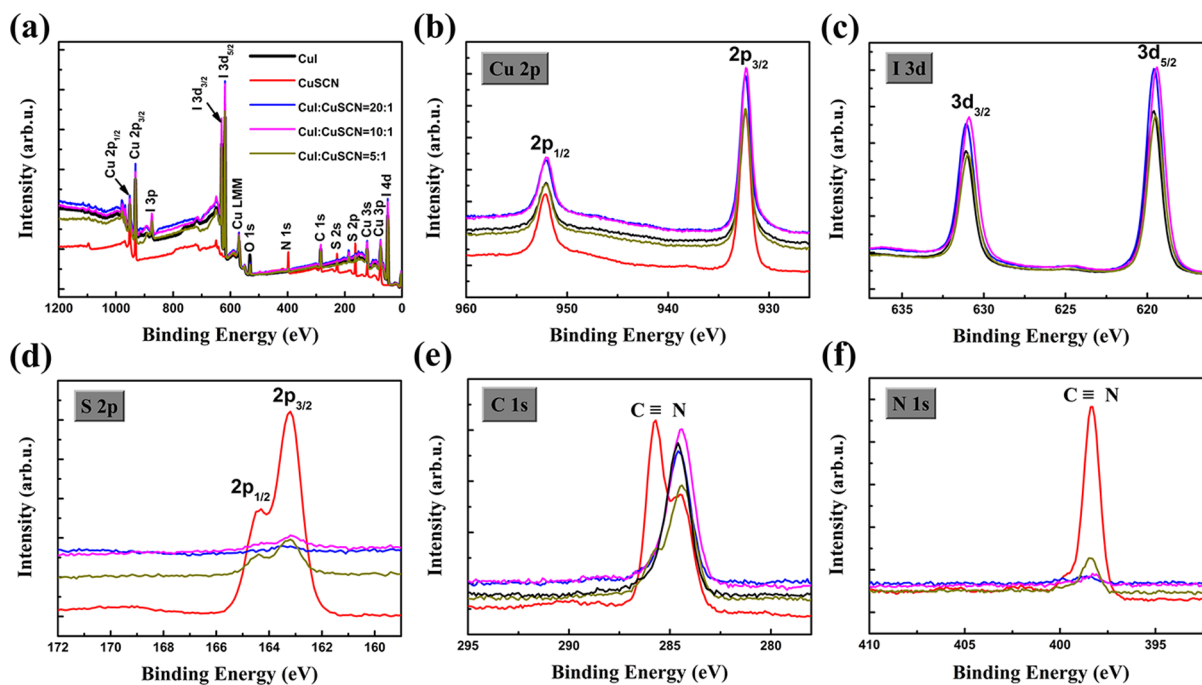 (a)
Intensity (arb.u.)
Cu 2p1/2
Cu 2p3/2
I 3p
I 3d3/2
I 3d5/2
Cu LMM
O 1s
N 1s
C 1s
S 2s
S 2p
Cu 3s
Cu 3p
I 4d
CuI
CuSCN
CuI:CuSCN=20:1
CuI:CuSCN=10:1
CuI:CuSCN=5:1
1200 1000 800 600 400 200 0
Binding Energy (eV)
(b)
Cu 2p
Intensity (arb.u.)
2p1/2
2p3/2
960 950 940 930
Binding Energy (eV)
(c)
I 3d
Intensity (arb.u.)
3d3/2
3d5/2
635 630 625 620
Binding Energy (eV)
(d)
S 2p
Intensity (arb.u.)
2p1/2
2p3/2
172 170 168 166 164 162 160
Binding Energy (eV)
(e)
C 1s
Intensity (arb.u.)
C ≡ N
295 290 285 280
Binding Energy (eV)
(f)
N 1s
Intensity (arb.u.)
C ≡ N
410 405 400 395
Binding Energy (eV)